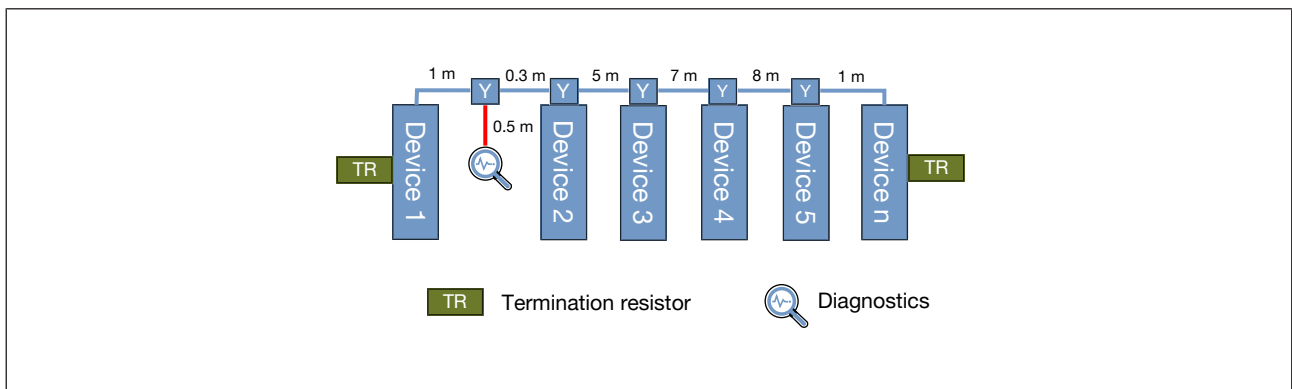 1 m 0.3 m 5 m 7 m 8 m 1 m
Y Y Y Y Y
0.5 m
TR Device 1 Device 2 Device 3 Device 4 Device 5 Device n TR
TR Termination resistor Diagnostics